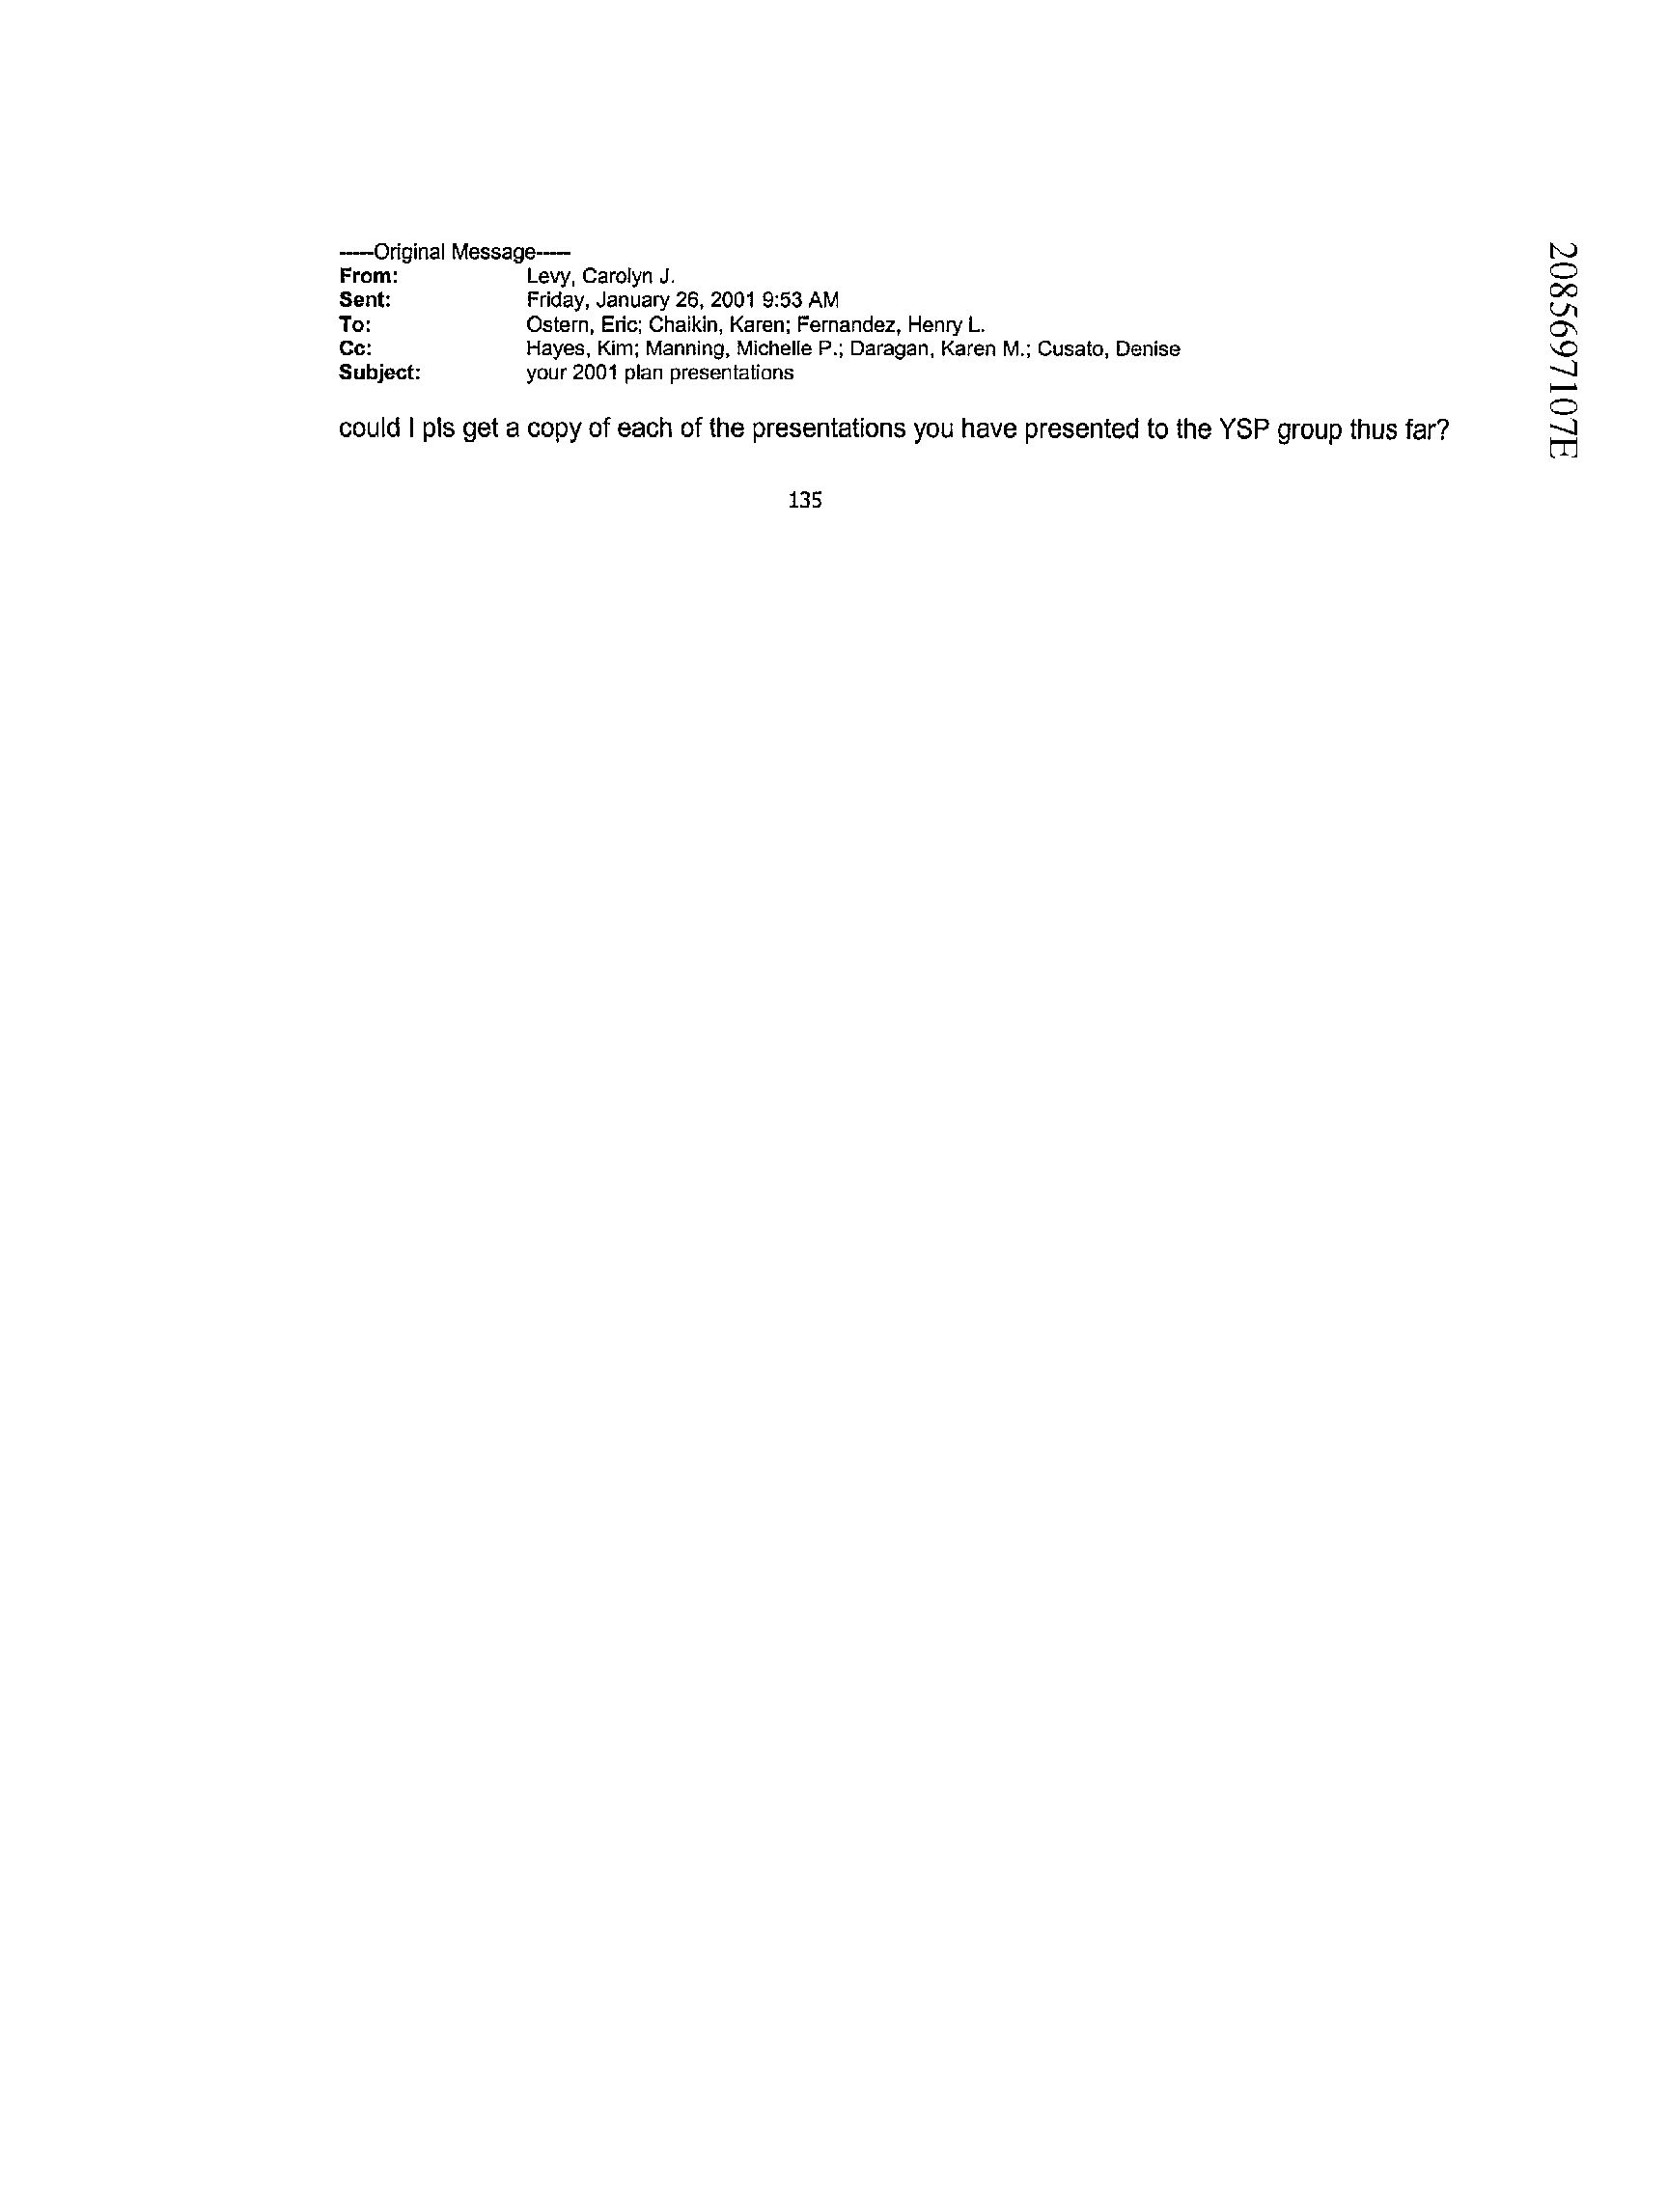 -----Original Message-----
From: Levy, Carolyn J.
Sent: Friday, January 26, 2001 9:53 AM
To: Ostern, Eric; Chaikin, Karen; Fernandez, Henry L.
Cc: Hayes, Kim; Manning, Michelle P.; Daragan, Karen M.; Cusato, Denise
Subject: your 2001 plan presentations
could I pls get a copy of each of the presentations you have presented to the YSP group thus far?
135
2085697107E